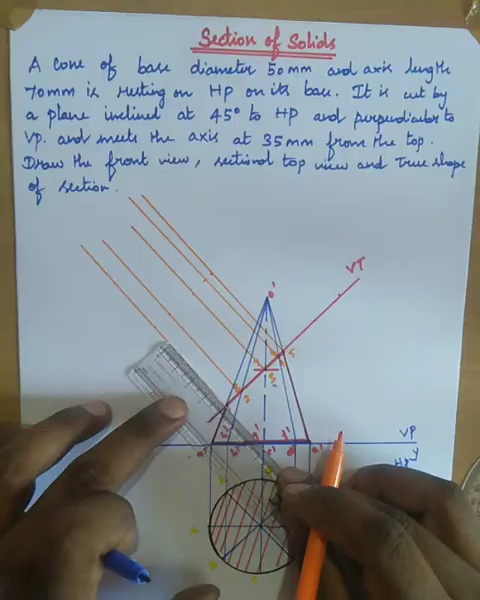 Section of Solids
A cone of base diameter 50mm and axis length
70mm is resting on HP on its base. It is cut by
a plane inclined at 45° to HP and perpendicular to
VP. and meets the axis at 35mm from the top.
Draw the front view, sectional top view and True shape
of section.
VT
o'
VP
HP
y